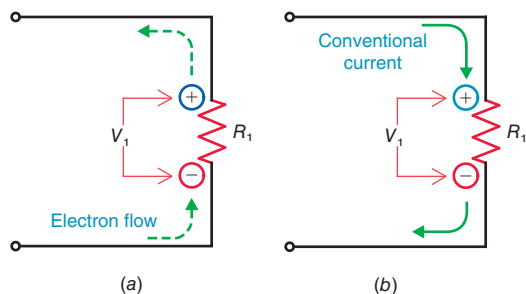 +
V1
R1
−
Electron flow
(a)
Conventional
current
+
V1
R1
−
(b)